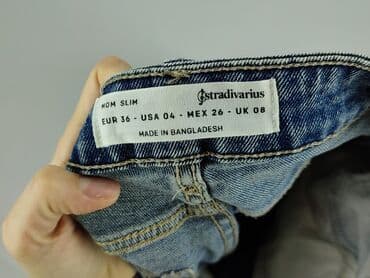 MOM SLIM
stradivarius
EUR 36 - USA 04 - MEX 26 - UK 08
MADE IN BANGLADESH